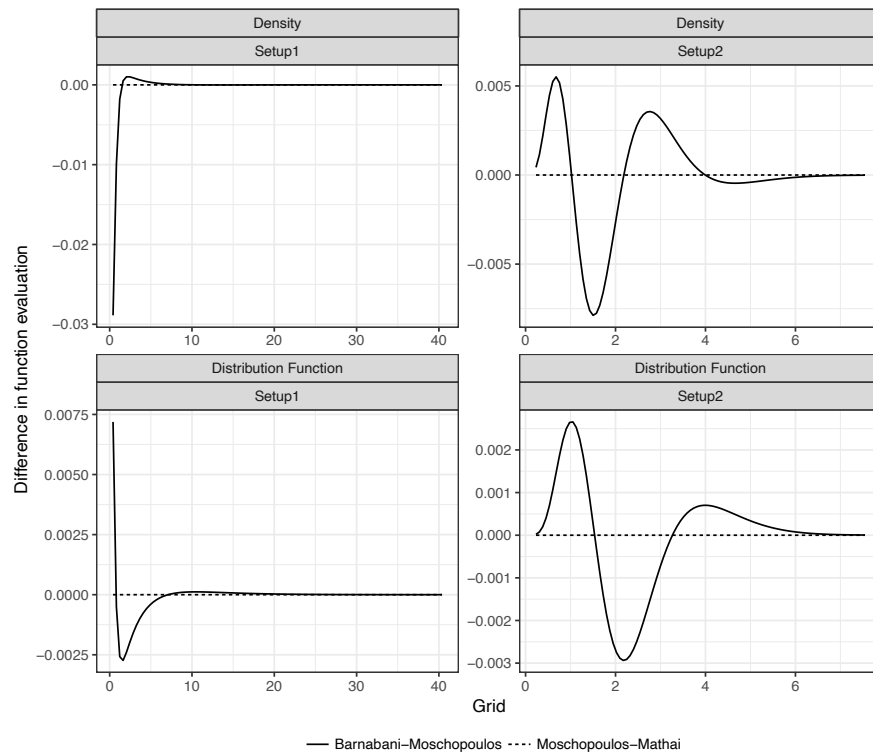 Density
Setup1
0.00
−0.01
−0.02
−0.03
0 10 20 30 40
Density
Setup2
0.005
0.000
−0.005
0 2 4 6
Distribution Function
Setup1
0.0075
0.0050
0.0025
0.0000
−0.0025
0 10 20 30 40
Distribution Function
Setup2
0.002
0.001
0.000
−0.001
−0.002
−0.003
0 2 4 6
Difference in function evaluation
Grid
Barnabani−Moschopoulos Moschopoulos−Mathai